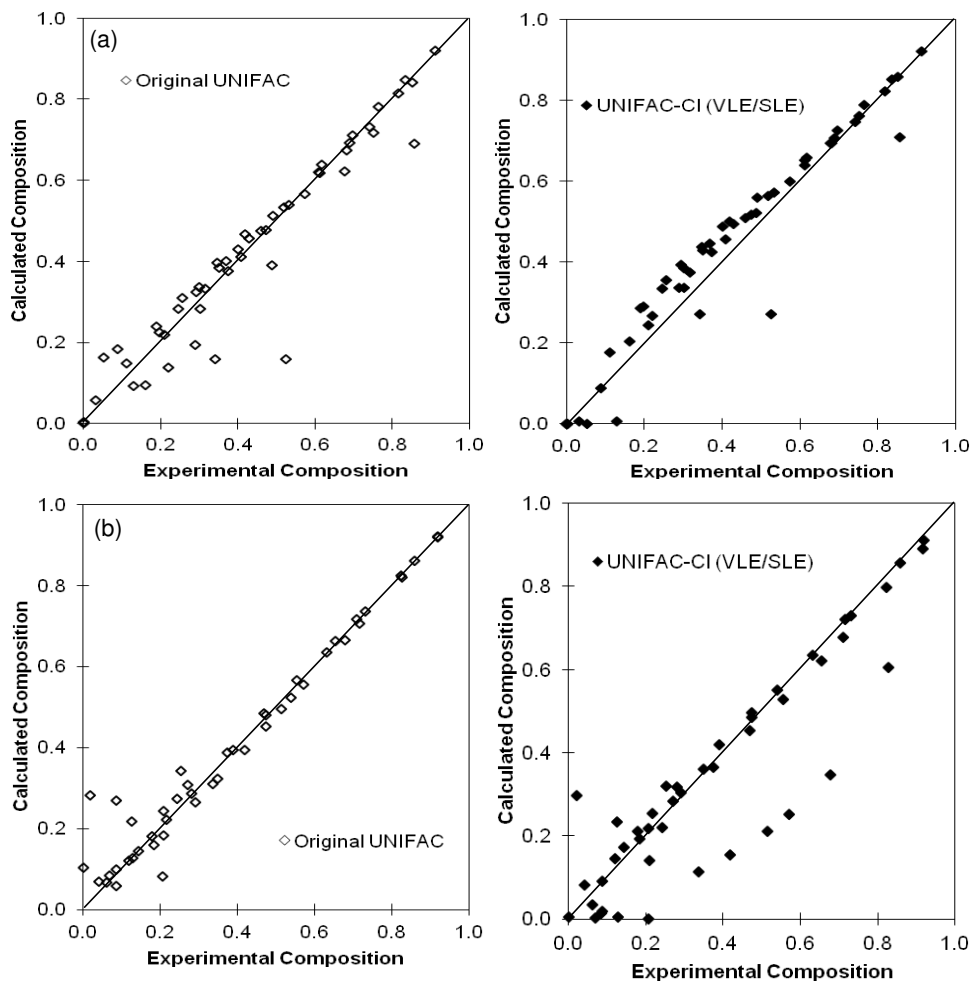 (a)
1.0
0.8
0.6
0.4
0.2
0.0
Calculated Composition
◇ Original UNIFAC
0.0 0.2 0.4 0.6 0.8 1.0
Experimental Composition
1.0
0.8
0.6
0.4
0.2
0.0
Calculated Composition
◆ UNIFAC-CI (VLE/SLE)
0.0 0.2 0.4 0.6 0.8 1.0
Experimental Composition
(b)
1.0
0.8
0.6
0.4
0.2
0.0
Calculated Composition
◇ Original UNIFAC
0.0 0.2 0.4 0.6 0.8 1.0
Experimental Composition
1.0
0.8
0.6
0.4
0.2
0.0
Calculated Composition
◆ UNIFAC-CI (VLE/SLE)
0.0 0.2 0.4 0.6 0.8 1.0
Experimental Composition